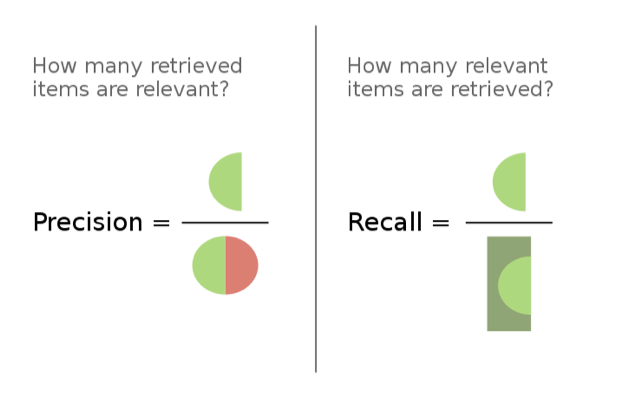 How many retrieved
items are relevant?
Precision =
How many relevant
items are retrieved?
Recall =